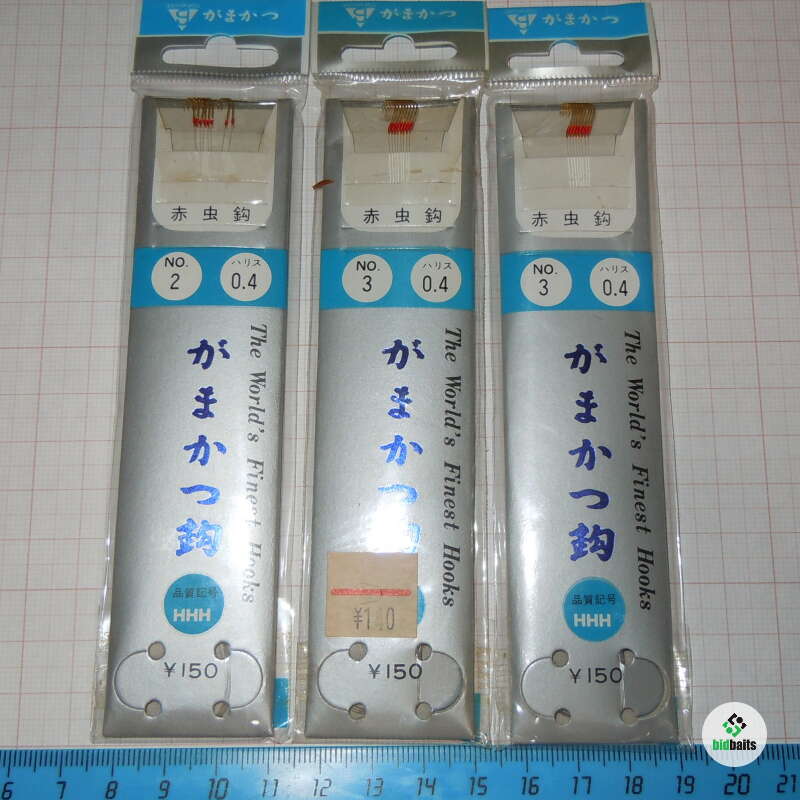 がまかつ
赤虫鈎
NO. 2
ハリス 0.4
がまかつ鈎
The World's Finest Hooks
品質記号
HHH
¥150
がまかつ
赤虫鈎
NO. 3
ハリス 0.4
がまかつ
The World's Finest Hooks
¥140
¥150
がまかつ
赤虫鈎
NO. 3
ハリス 0.4
がまかつ鈎
The World's Finest Hooks
品質記号
HHH
¥150
bidbaits
6 7 8 9 10 11 12 13 14 15 16 17 18 19 20 21